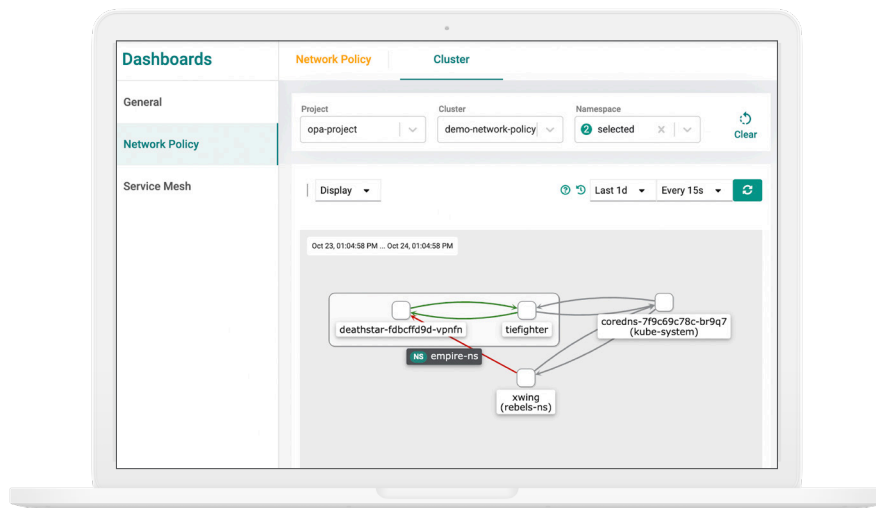 Dashboards
Network Policy
Cluster
General
Network Policy
Service Mesh
Project
Cluster
Namespace
opa-project
demo-network-policy
2 selected
Clear
Display
Last 1d
Every 15s
Oct 23, 01:04:58 PM ... Oct 24, 01:04:58 PM
deathstar-fdbcffd9d-vpnfn
tiefighter
coredns-7f9c69c78c-br9q7
(kube-system)
NS empire-ns
xwing
(rebels-ns)